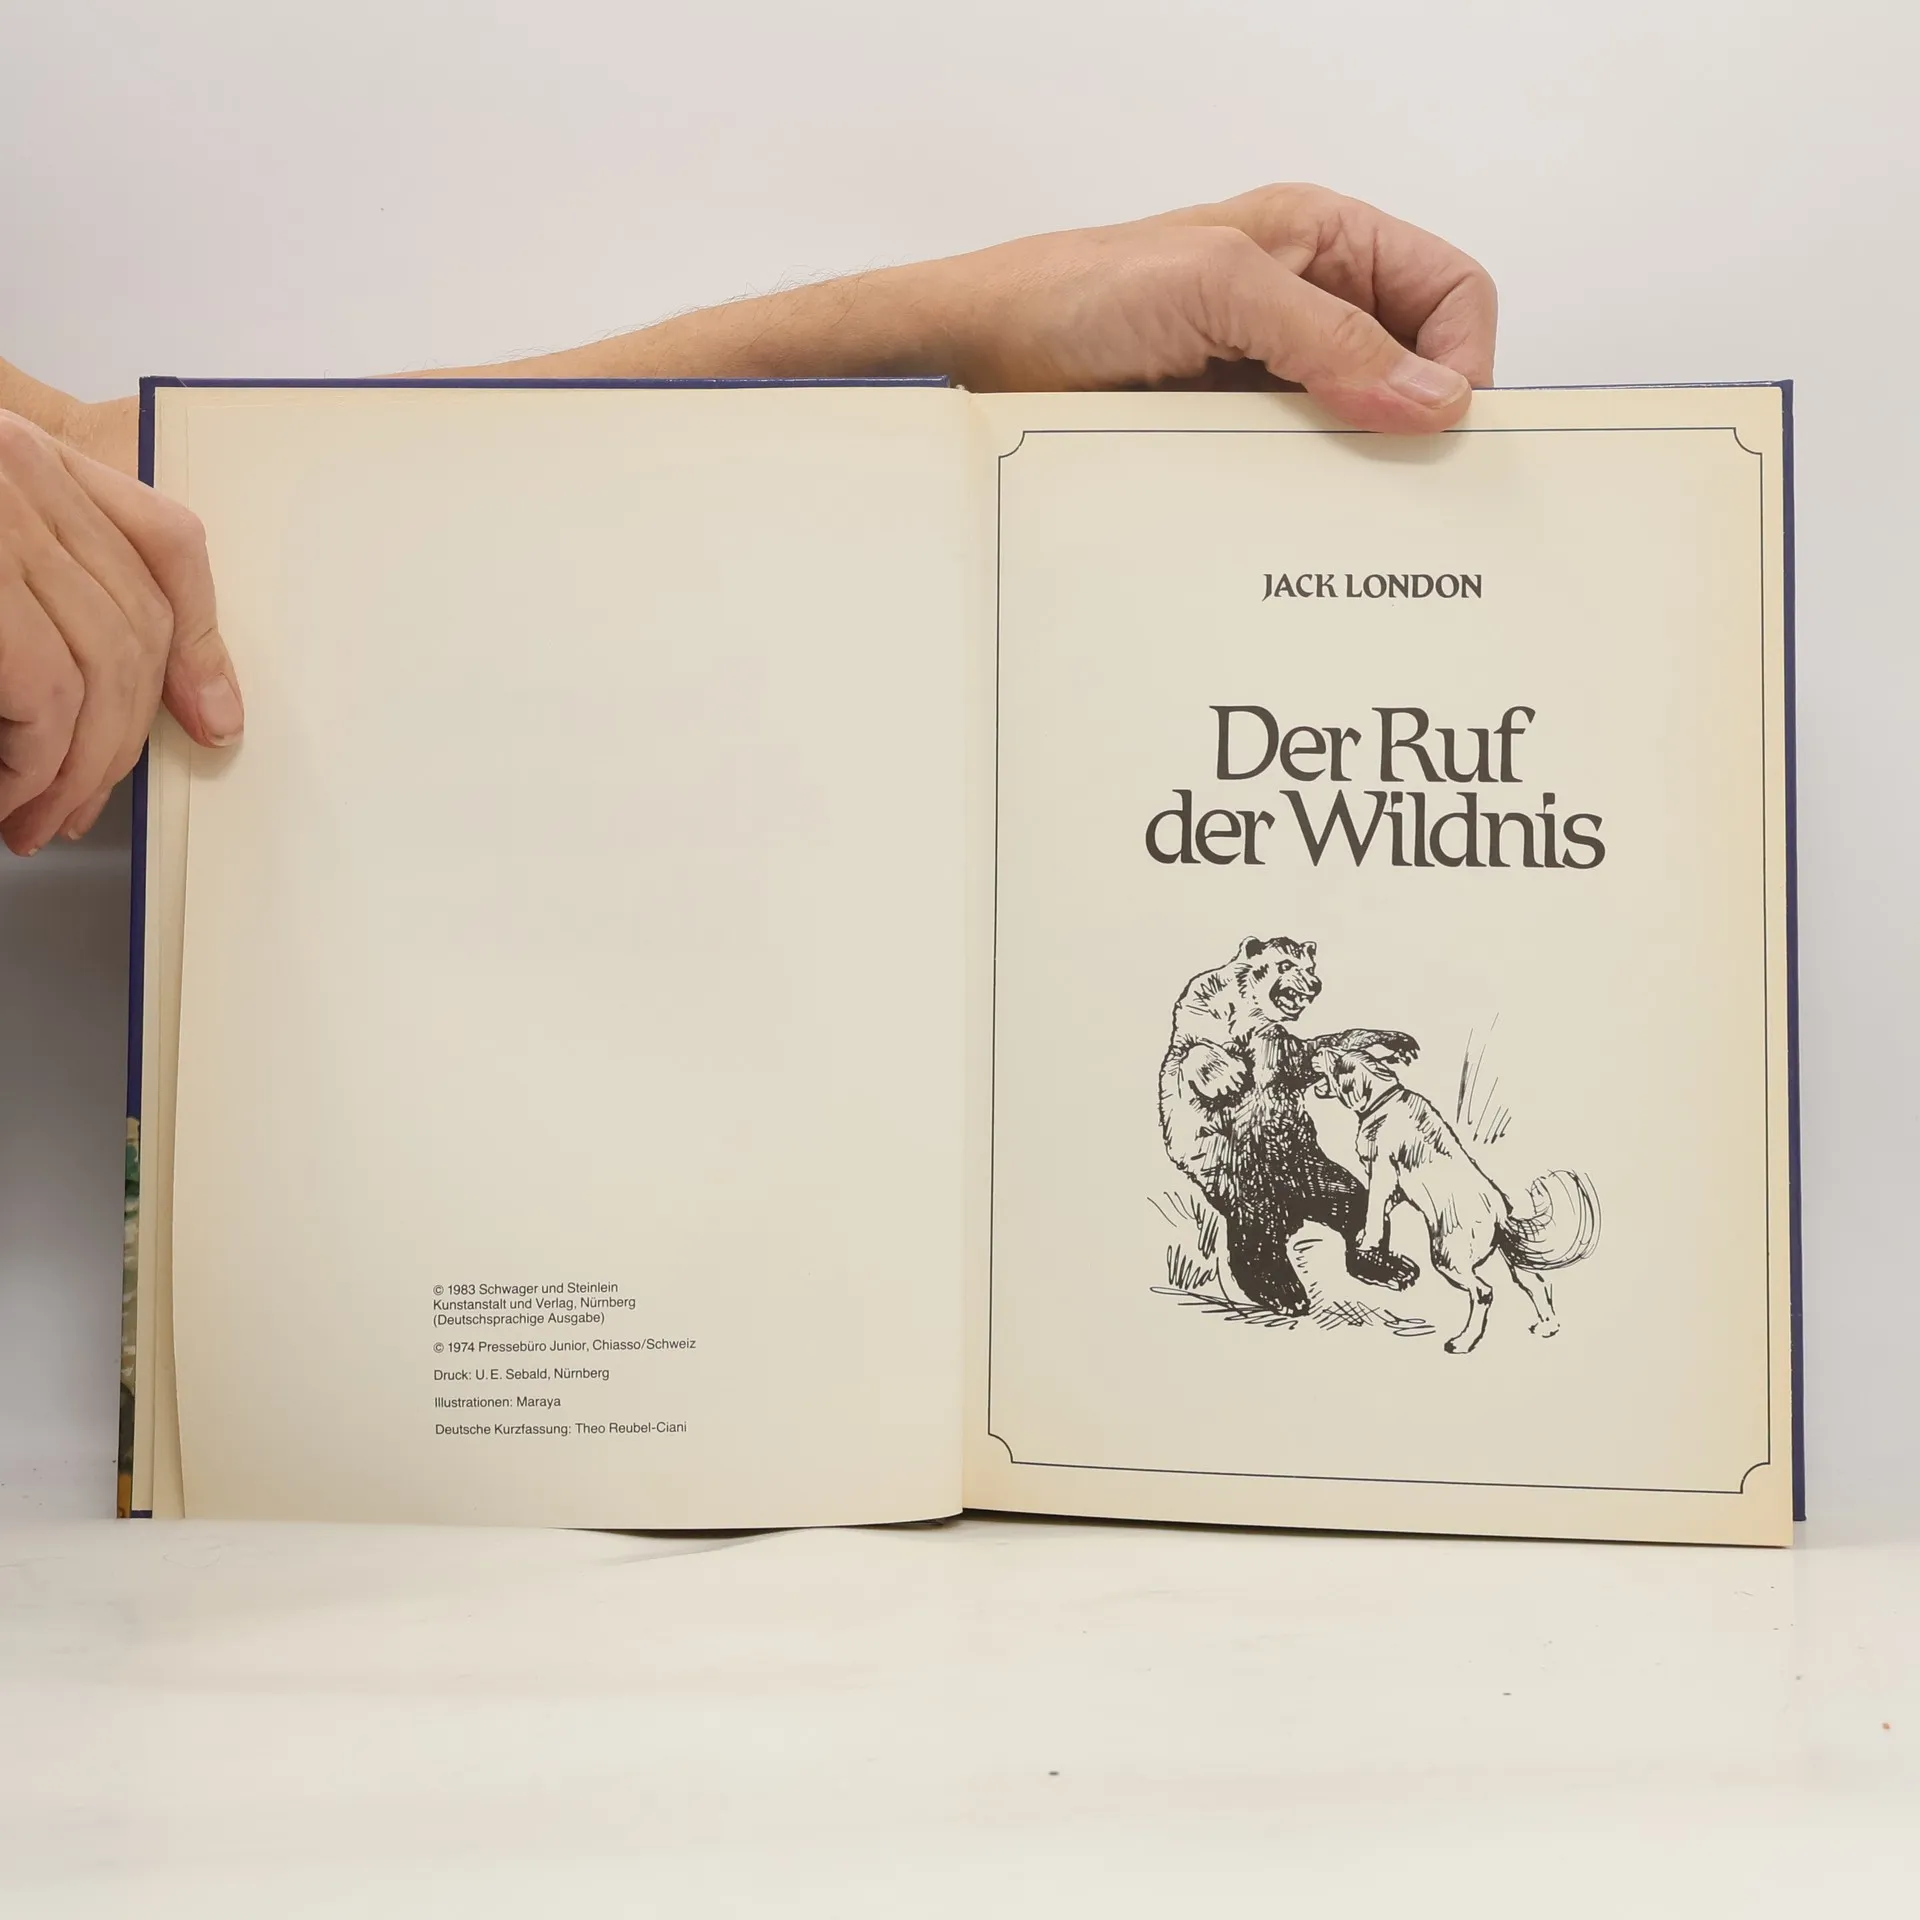 © 1983 Schwager und Steinlein
Kunstanstalt und Verlag, Nürnberg
(Deutschsprachige Ausgabe)
© 1974 Pressebüro Junior, Chiasso/Schweiz
Druck: U. E. Sebald, Nürnberg
Illustrationen: Maraya
Deutsche Kurzfassung: Theo Reubel-Ciani
JACK LONDON
Der Ruf
der Wildnis